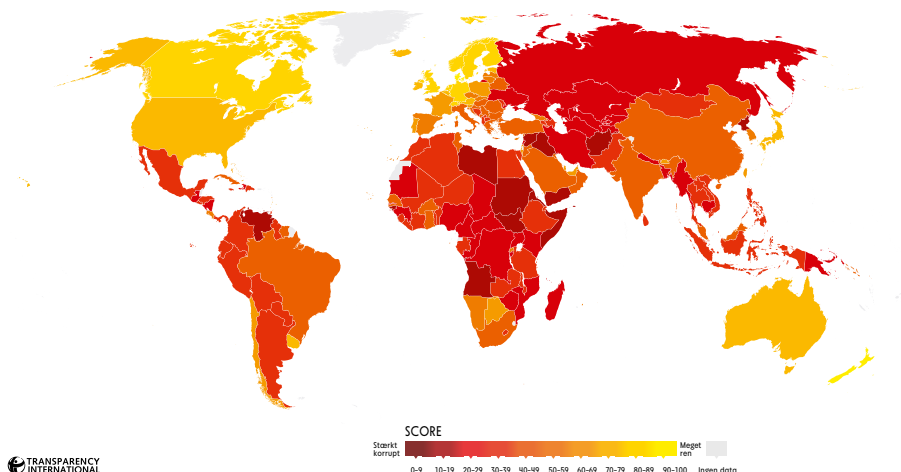 SCORE
Stærkt
korrupt
Meget
ren
0-9 10-19 20-29 30-39 40-49 50-59 60-69 70-79 80-89 90-100 Ingen data
TRANSPARENCY
INTERNATIONAL